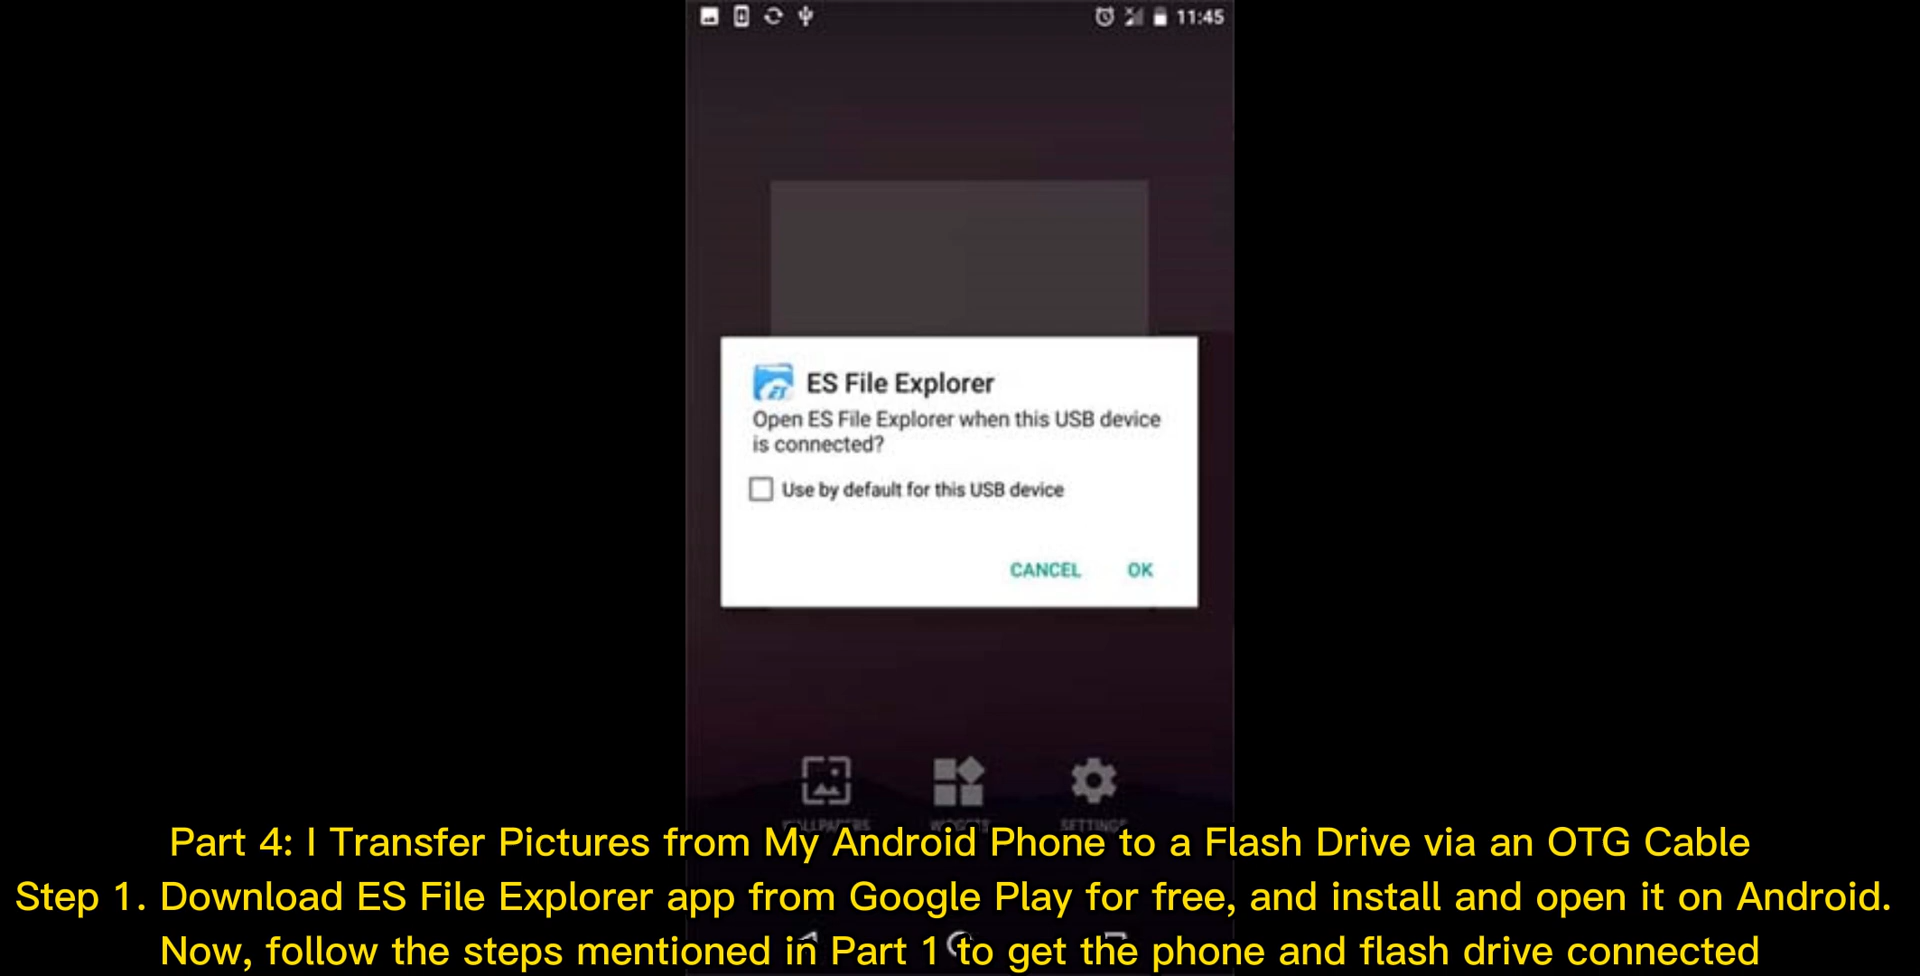 11:45
ES File Explorer
Open ES File Explorer when this USB device
is connected?
Use by default for this USB device
CANCEL OK
WALLPAPERS WIDGETS SETTINGS
Part 4: I Transfer Pictures from My Android Phone to a Flash Drive via an OTG Cable
Step 1. Download ES File Explorer app from Google Play for free, and install and open it on Android.
Now, follow the steps mentioned in Part 1 to get the phone and flash drive connected